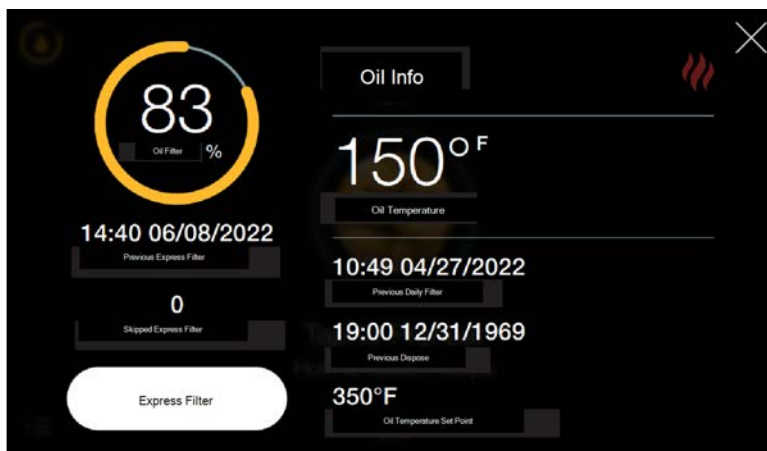 83
Oil Filter %
14:40 06/08/2022
Previous Express Filter
0
Skipped Express Filter
Express Filter
Oil Info
150° F
Oil Temperature
10:49 04/27/2022
Previous Daily Filter
19:00 12/31/1969
Previous Dispose
350°F
Oil Temperature Set Point